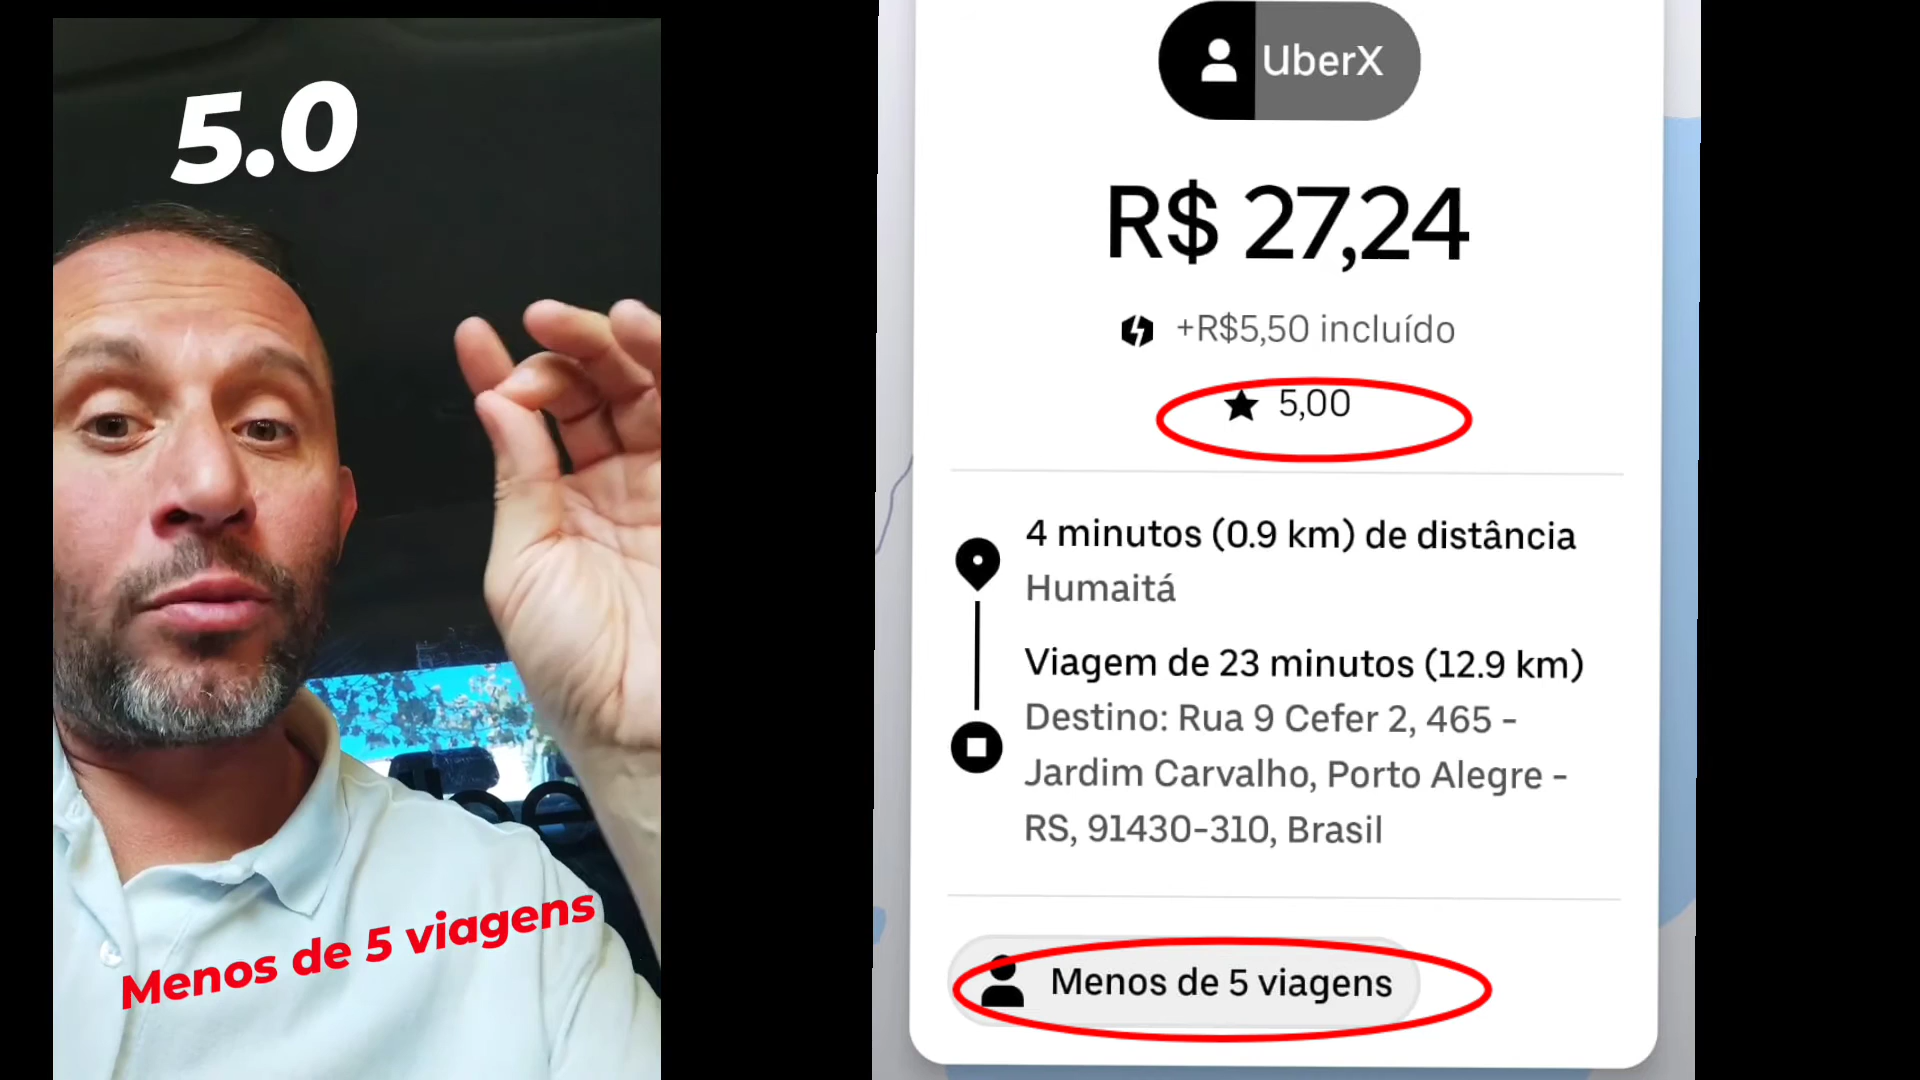 5.0
Menos de 5 viagens
UberX
R$ 27,24
+R$5,50 incluído
5,00
4 minutos (0.9 km) de distância
Humaitá
Viagem de 23 minutos (12.9 km)
Destino: Rua 9 Cefer 2, 465 -
Jardim Carvalho, Porto Alegre -
RS, 91430-310, Brasil
Menos de 5 viagens